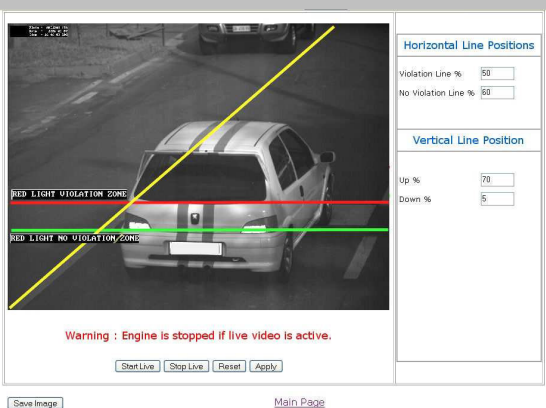 Horizontal Line Positions
Violation Line % 50
No Violation Line % 60
Vertical Line Position
Up % 70
Down % 5
RED LIGHT VIOLATION ZONE
RED LIGHT NO VIOLATION ZONE
Warning : Engine is stopped if live video is active.
Start Live Stop Live Reset Apply
Save Image Main Page